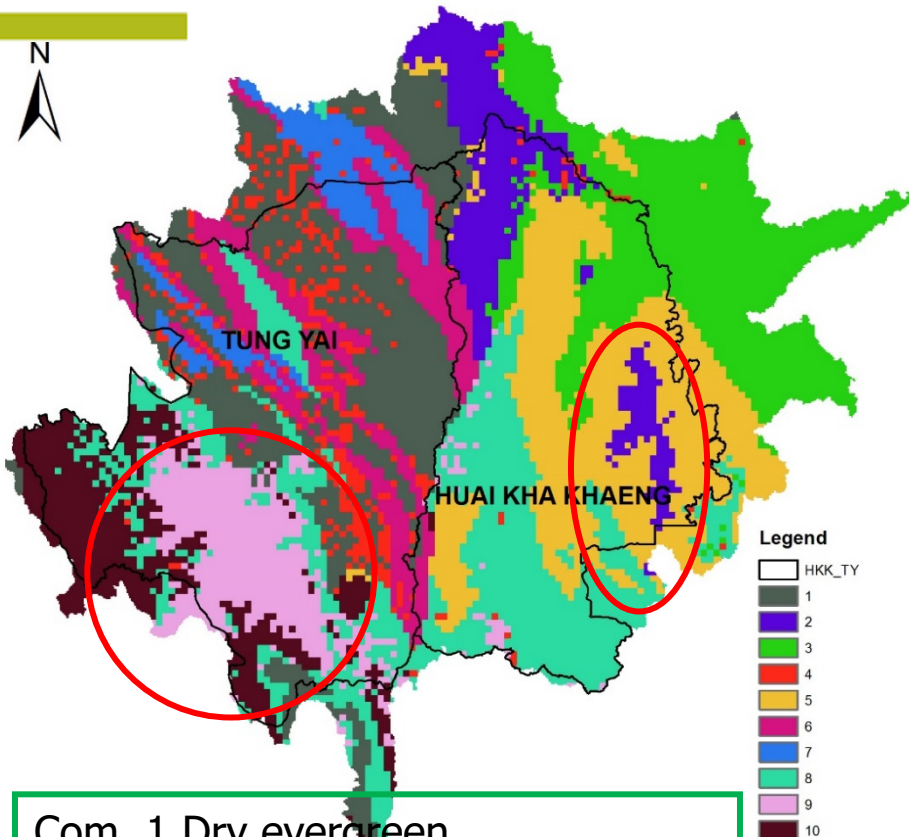 N
TUNG YAI
HUAI KHA KHAENG
Legend
HKK_TY
1
2
3
4
5
6
7
8
9
10
Com. 1 Dry evergreen